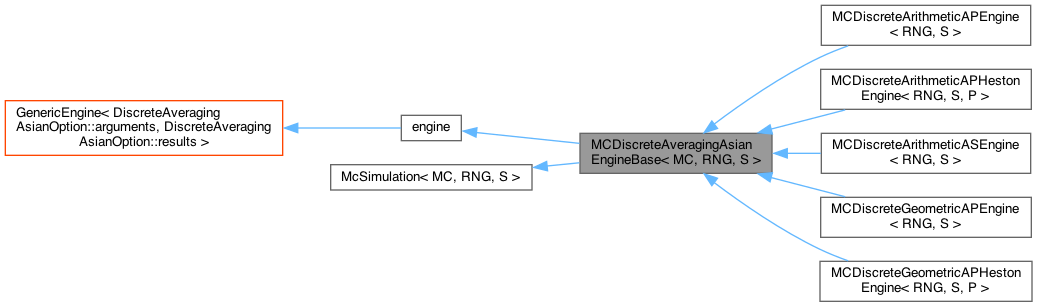 GenericEngine< DiscreteAveraging
AsianOption::arguments, DiscreteAveraging
AsianOption::results >
engine
McSimulation< MC, RNG, S >
MCDiscreteAveragingAsian
EngineBase< MC, RNG, S >
MCDiscreteArithmeticAPEngine
< RNG, S >
MCDiscreteArithmeticAPHeston
Engine< RNG, S, P >
MCDiscreteArithmeticASEngine
< RNG, S >
MCDiscreteGeometricAPEngine
< RNG, S >
MCDiscreteGeometricAPHeston
Engine< RNG, S, P >